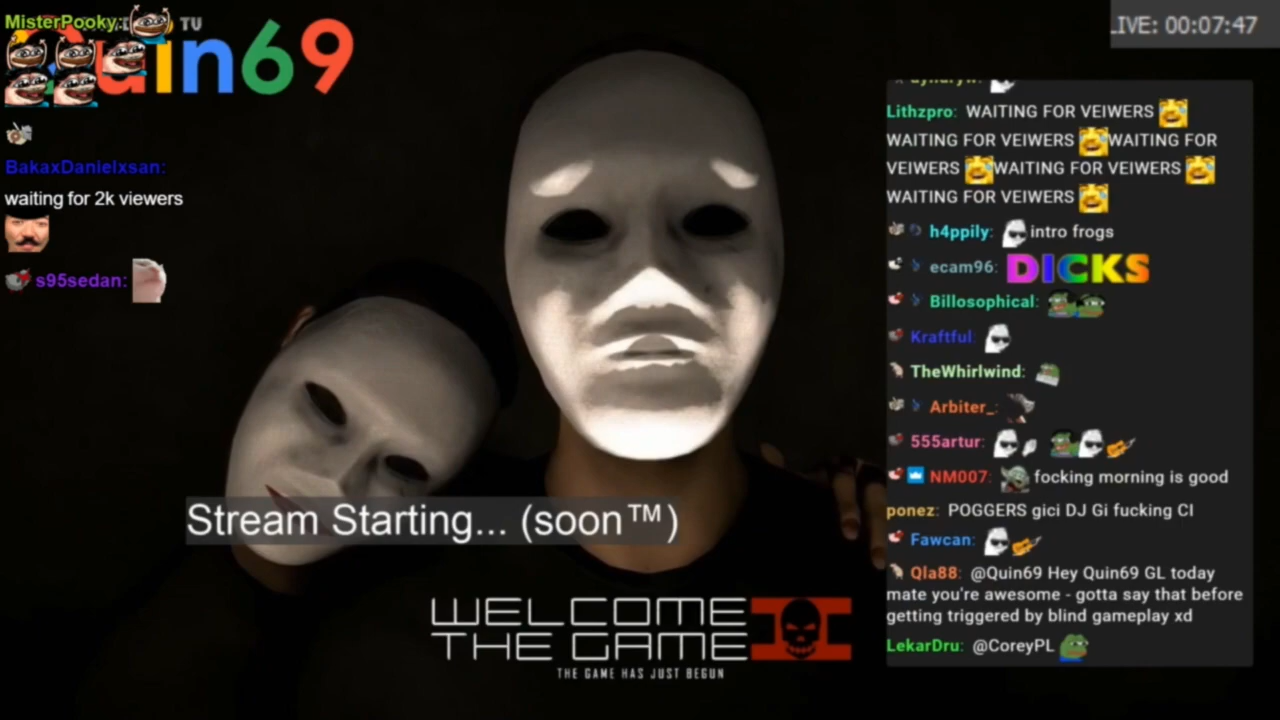 MisterPooky:
TV
Quin69
BakaxDanielxsan:
waiting for 2k viewers
s95sedan:
LIVE: 00:07:47
Lithzpro: WAITING FOR VEIWERS
WAITING FOR VEIWERS WAITING FOR
VEIWERS WAITING FOR VEIWERS
WAITING FOR VEIWERS
h4ppily: intro frogs
ecam96: DICKS
Billosophical:
Kraftful:
TheWhirlwind:
Arbiter_:
555artur:
NM007: focking morning is good
ponez: POGGERS gici DJ Gi fucking CI
Fawcan:
Qla88: @Quin69 Hey Quin69 GL today
mate you're awesome - gotta say that before
getting triggered by blind gameplay xd
LekarDru: @CoreyPL
Stream Starting... (soon™)
WELCOME
THE GAME II
THE GAME HAS JUST BEGUN